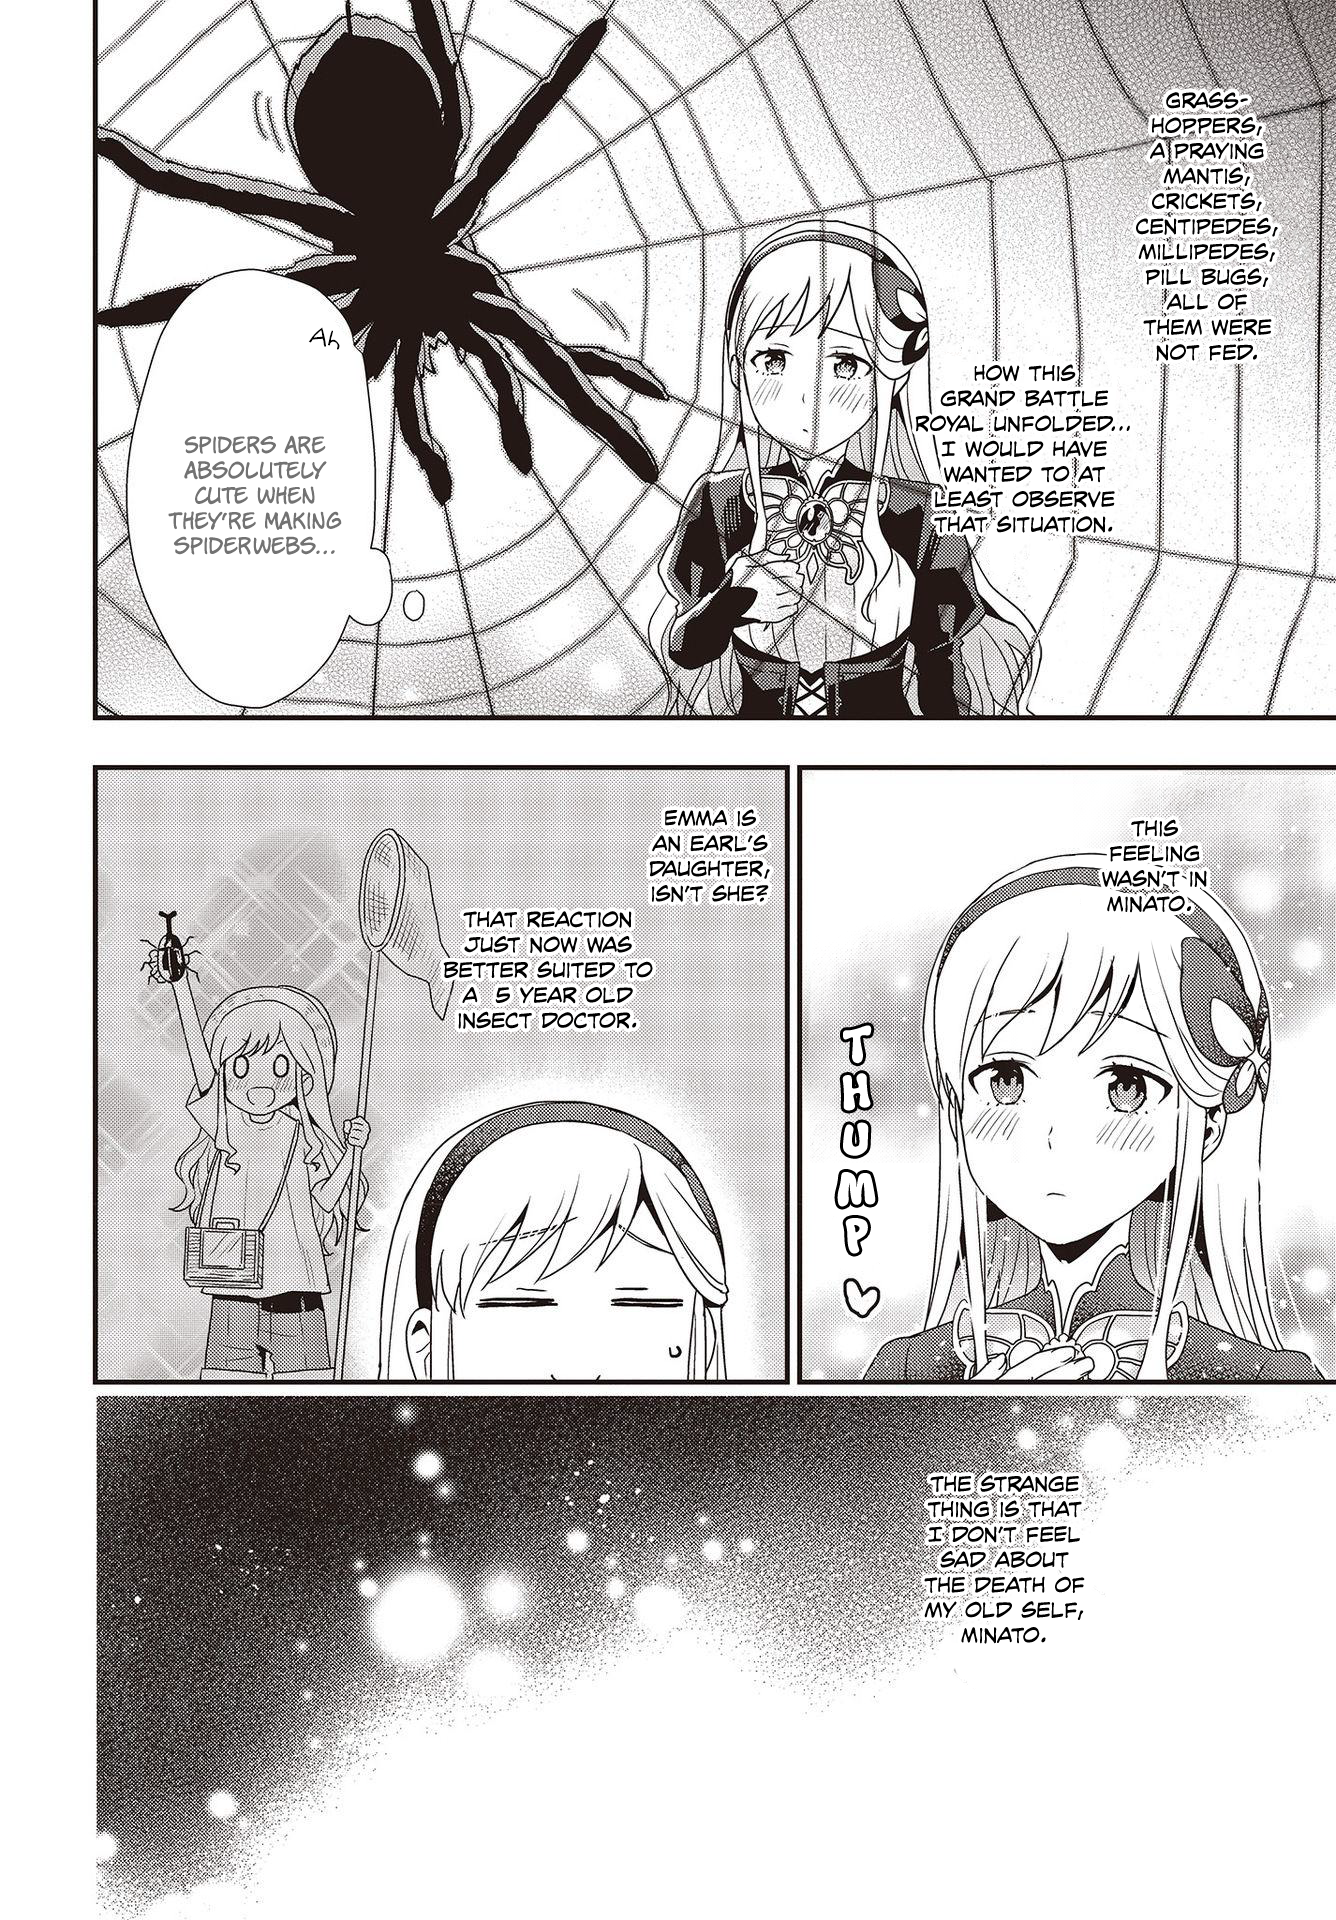 GRASS-
HOPPERS,
A PRAYING
MANTIS,
CRICKETS,
CENTIPEDES,
MILLIPEDES,
PILL BUGS,
ALL OF
THEM WERE
NOT FED.
HOW THIS
GRAND BATTLE
ROYAL UNFOLDED...
I WOULD HAVE
WANTED TO AT
LEAST OBSERVE
THAT SITUATION.
Ah
SPIDERS ARE
ABSOLUTELY
CUTE WHEN
THEY'RE MAKING
SPIDERWEBS...
THIS
FEELING
WASN'T IN
MINATO.
THUMP
EMMA IS
AN EARL'S
DAUGHTER,
ISN'T SHE?
THAT REACTION
JUST NOW WAS
BETTER SUITED TO
A 5 YEAR OLD
INSECT DOCTOR.
THE STRANGE
THING IS THAT
I DON'T FEEL
SAD ABOUT
THE DEATH OF
MY OLD SELF,
MINATO.